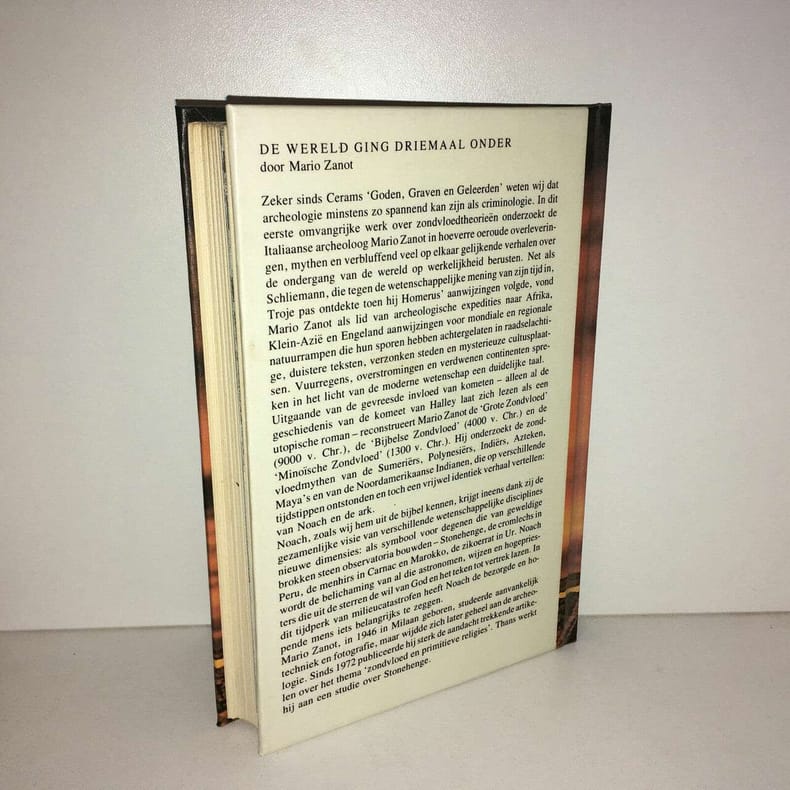 DE WERELD GING DRIEMAAL ONDER
door Mario Zanot
Zeker sinds Cerams ‘Goden, Graven en Geleerden’ weten wij dat
archeologie minstens zo spannend kan zijn als criminologie. In dit
eerste omvangrijke werk over zondvloedtheorieën onderzoekt de
Italiaanse archeoloog Mario Zanot in hoeverre oeroude overleverin-
gen, mythen en verbluffend veel op elkaar gelijkende verhalen over
de ondergang van de wereld op werkelijkheid berusten. Net als
Schliemann, die tegen de wetenschappelijke mening van zijn tijd in,
Troje pas ontdekte toen hij Homerus’ aanwijzingen volgde, vond
Mario Zanot als lid van archeologische expedities naar Afrika,
Klein-Azië en Engeland aanwijzingen voor mondiale en regionale
natuurrampen die hun sporen hebben achtergelaten in raadselachti-
ge, duistere teksten, verzonken steden en mysterieuze cultusplaat-
sen. Vuurregens, overstromingen en verdwenen continenten spre-
ken in het licht van de moderne wetenschap een duidelijke taal.
Uitgaande van de gevreesde invloed van kometen – alleen al de
geschiedenis van de komeet van Halley laat zich lezen als een
utopische roman – reconstrueert Mario Zanot de ‘Grote Zondvloed’
(9000 v. Chr.), de ‘Bijbelse Zondvloed’ (4000 v. Chr.) en de
‘Minoïsche Zondvloed’ (1300 v. Chr.). Hij onderzoekt de zond-
vloedmythen van de Sumeriërs, Polynesiërs, Indiërs, Azteken,
Maya’s en van de Noordamerikaanse Indianen, die op verschillende
tijdstippen ontstonden en toch een vrijwel identiek verhaal vertellen:
van Noach en de ark.
Noach, zoals wij hem uit de bijbel kennen, krijgt ineens dank zij de
gezamenlijke visie van verschillende wetenschappelijke disciplines
nieuwe dimensies: als symbool voor degenen die van geweldige
brokken steen observatoria bouwden – Stonehenge, de cromlechs in
Peru, de menhirs in Carnac en Marokko, de zikoerrat in Ur. Noach
wordt de belichaming van al die astronomen, wijzen en hogepries-
ters die uit de sterren de wil van God en het teken tot vertrek lazen. In
dit tijdperk van milieucatastrofen heeft Noach de bezorgde en ho-
pende mens iets belangrijks te zeggen.
Mario Zanot, in 1946 in Milaan geboren, studeerde aanvankelijk
techniek en fotografie, maar wijdde zich later geheel aan de archeo-
logie. Sinds 1972 publiceerde hij sterk de aandacht trekkende artike-
len over het thema ‘zondvloed en primitieve religies’. Thans werkt
hij aan een studie over Stonehenge.